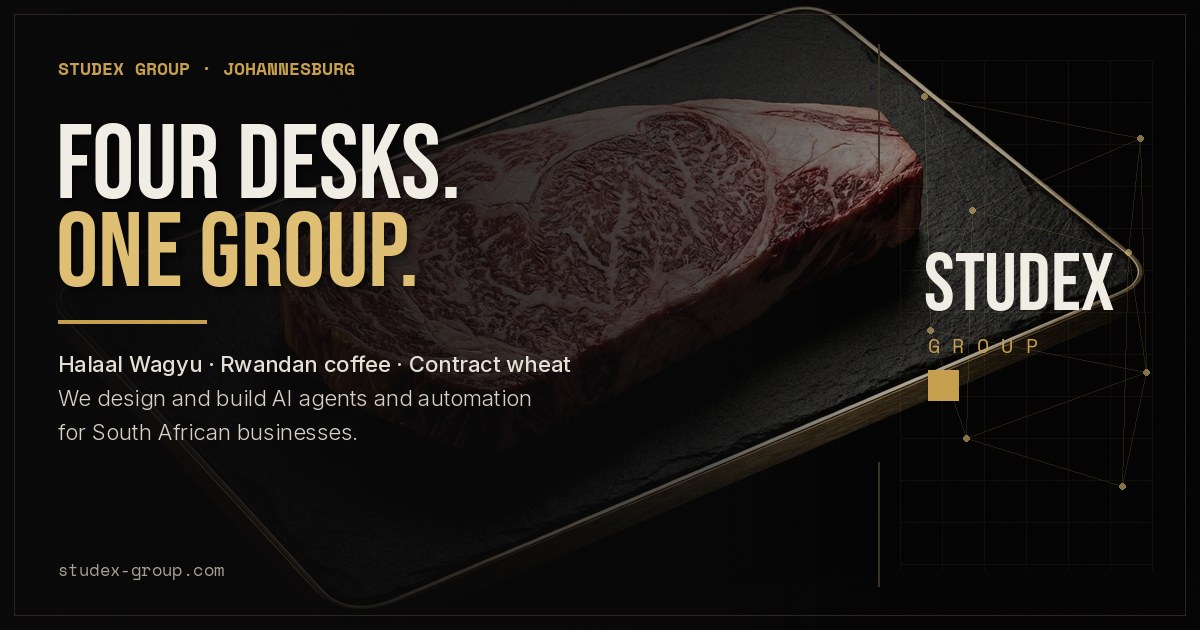 STUDEX GROUP · JOHANNESBURG
FOUR DESKS.
ONE GROUP.
Halaal Wagyu · Rwandan coffee · Contract wheat
We design and build AI agents and automation
for South African businesses.
studex-group.com
STUDEX
GROUP